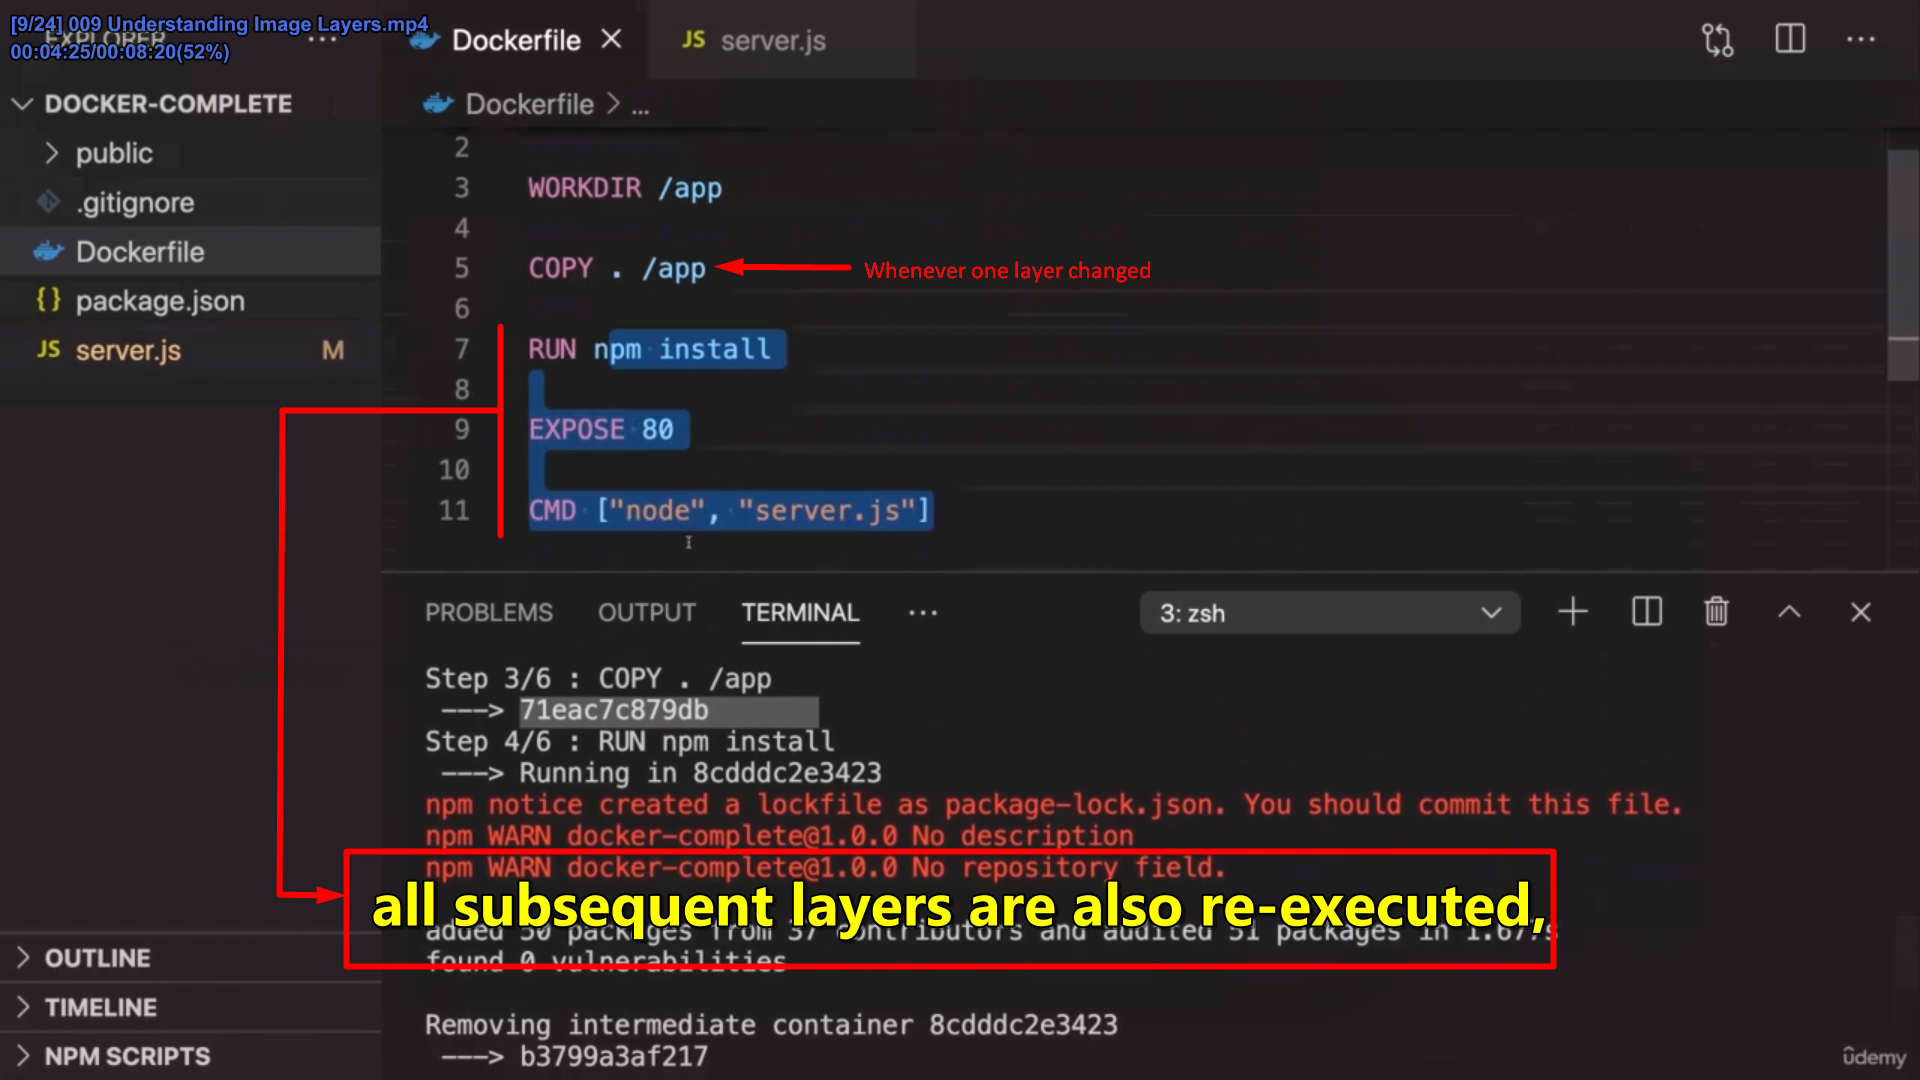 [9/24] 009 Understanding Image Layers.mp4
00:04:25/00:08:20(52%)
EXPLORER ...
Dockerfile
JS server.js
DOCKER-COMPLETE
Dockerfile > ...
public
.gitignore
Dockerfile
{} package.json
JS server.js M
2
3 WORKDIR /app
4
5 COPY . /app
Whenever one layer changed
6
7 RUN npm install
8
9 EXPOSE 80
10
11 CMD ["node", "server.js"]
PROBLEMS OUTPUT TERMINAL ... 3: zsh
Step 3/6 : COPY . /app
---> 71eac7c879db
Step 4/6 : RUN npm install
---> Running in 8cdddc2e3423
npm notice created a lockfile as package-lock.json. You should commit this file.
npm WARN docker-complete@1.0.0 No description
npm WARN docker-complete@1.0.0 No repository field.
all subsequent layers are also re-executed,
added 50 packages from 37 contributors and audited 51 packages in 1.677s
found 0 vulnerabilities
Removing intermediate container 8cdddc2e3423
---> b3799a3af217
OUTLINE
TIMELINE
NPM SCRIPTS
ûdemy